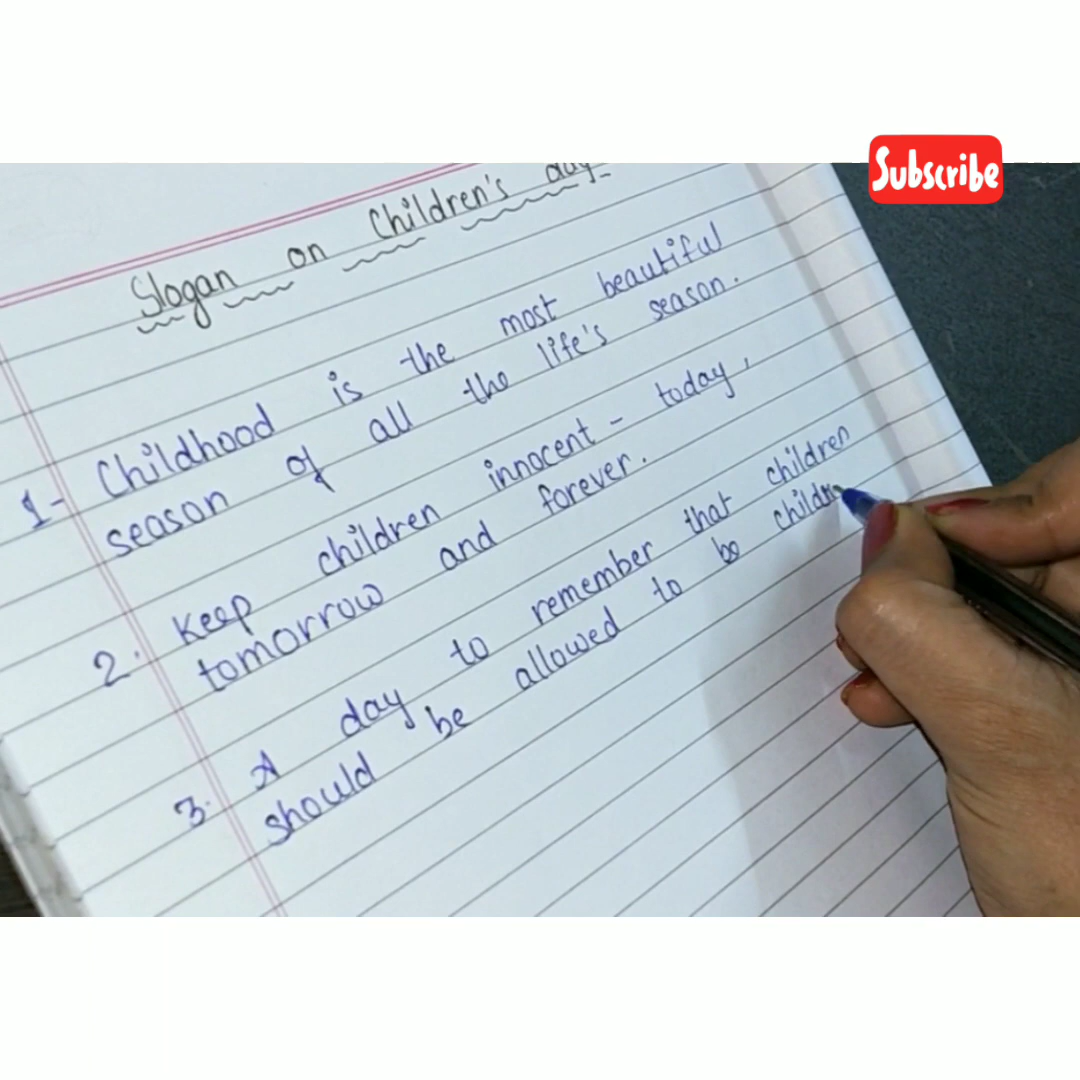 Subscribe
Slogan on Children's day
1- Childhood is the most beautiful
season of all the life's season.
2. Keep children innocent - today,
tomorrow and forever.
3. A day to remember that children
should be allowed to be childr